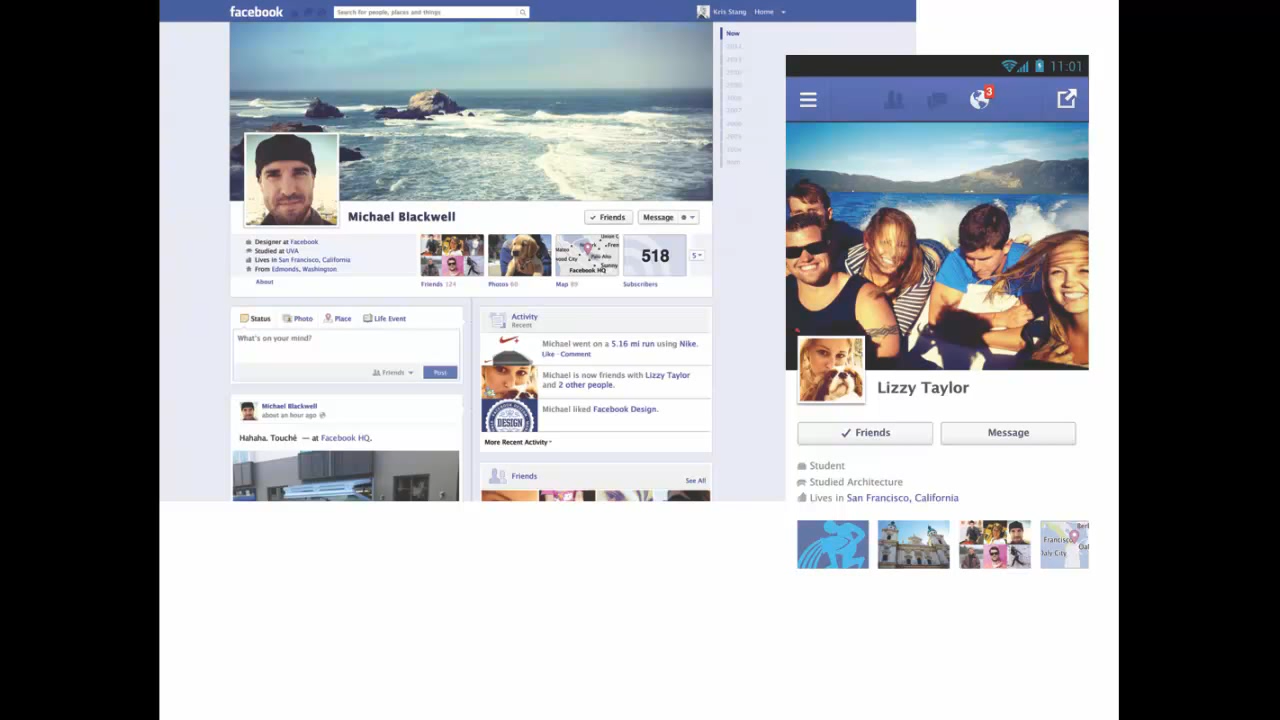 facebook
Search for people, places and things
Kris Stang Home
Now
Michael Blackwell
Friends
Message
Designer at Facebook
Studied at UVA
Lives in San Francisco, California
From Edmonds, Washington
About
Friends 124
Photos 60
Facebook HQ
Map 89
518
Subscribers
5
Status
Photo
Place
Life Event
What's on your mind?
Friends
Post
Michael Blackwell
about an hour ago
Hahaha. Touché — at Facebook HQ.
Activity
Recent
Michael went on a 5.16 mi run using Nike.
Like · Comment
Michael is now friends with Lizzy Taylor
and 2 other people.
DESIGN
Michael liked Facebook Design.
More Recent Activity
Friends
See All
11:01
3
Lizzy Taylor
Friends
Message
Student
Studied Architecture
Lives in San Francisco, California
Francisco